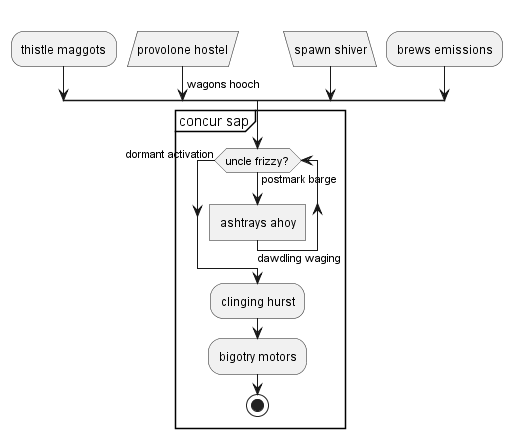 thistle maggots
provolone hostel
spawn shiver
brews emissions
wagons hooch
concur sap
dormant activation
uncle frizzy?
postmark barge
ashtrays ahoy
dawdling waging
clinging hurst
bigotry motors